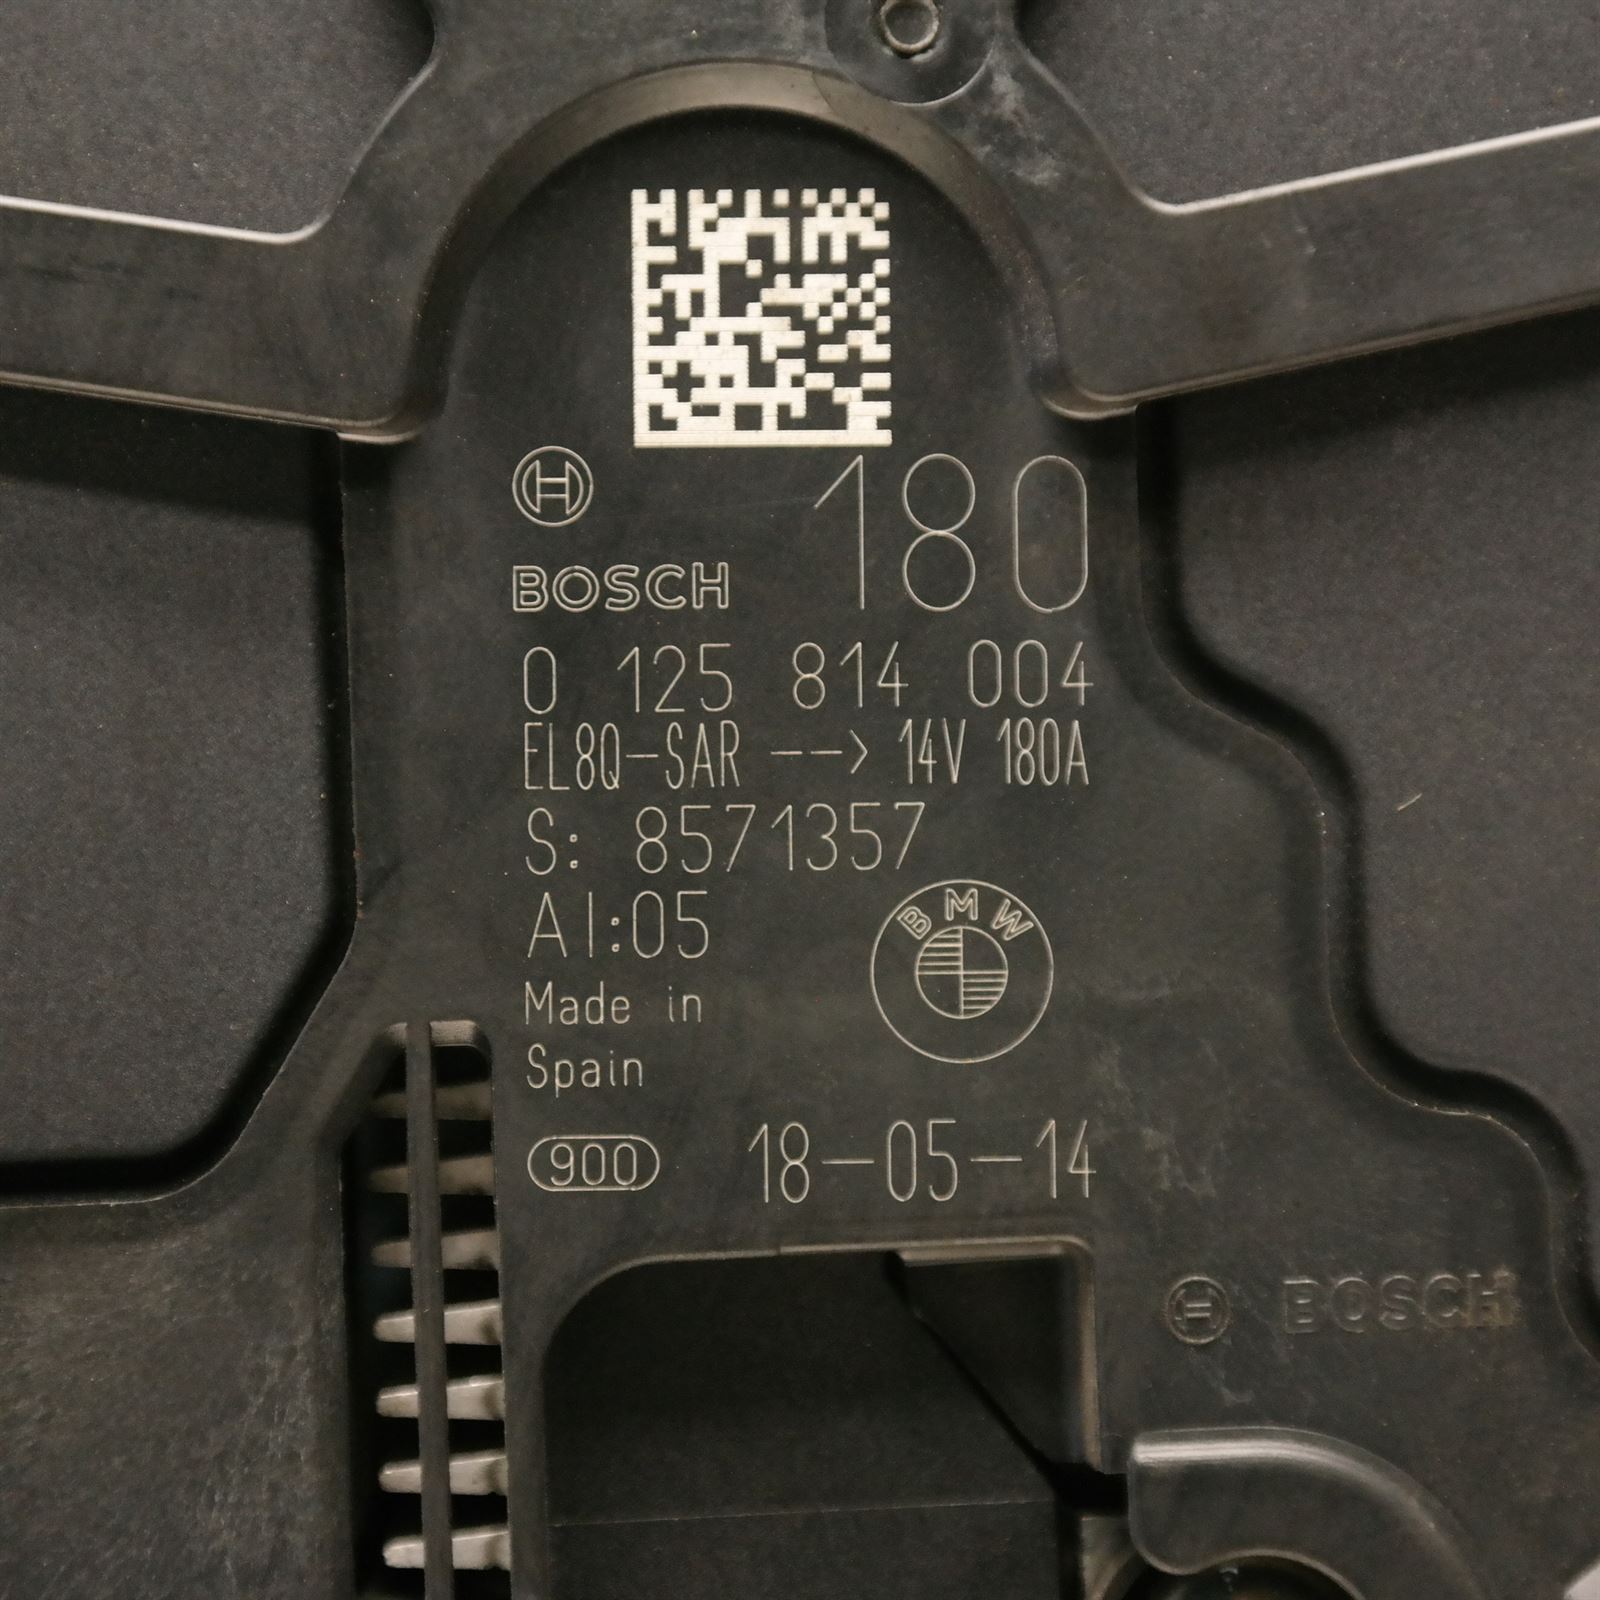 180
BOSCH
0 125 814 004
EL8Q-SAR --> 14V 180A
S: 8571357
AI:05
BMW
Made in
Spain
900 18-05-14
BOSCH